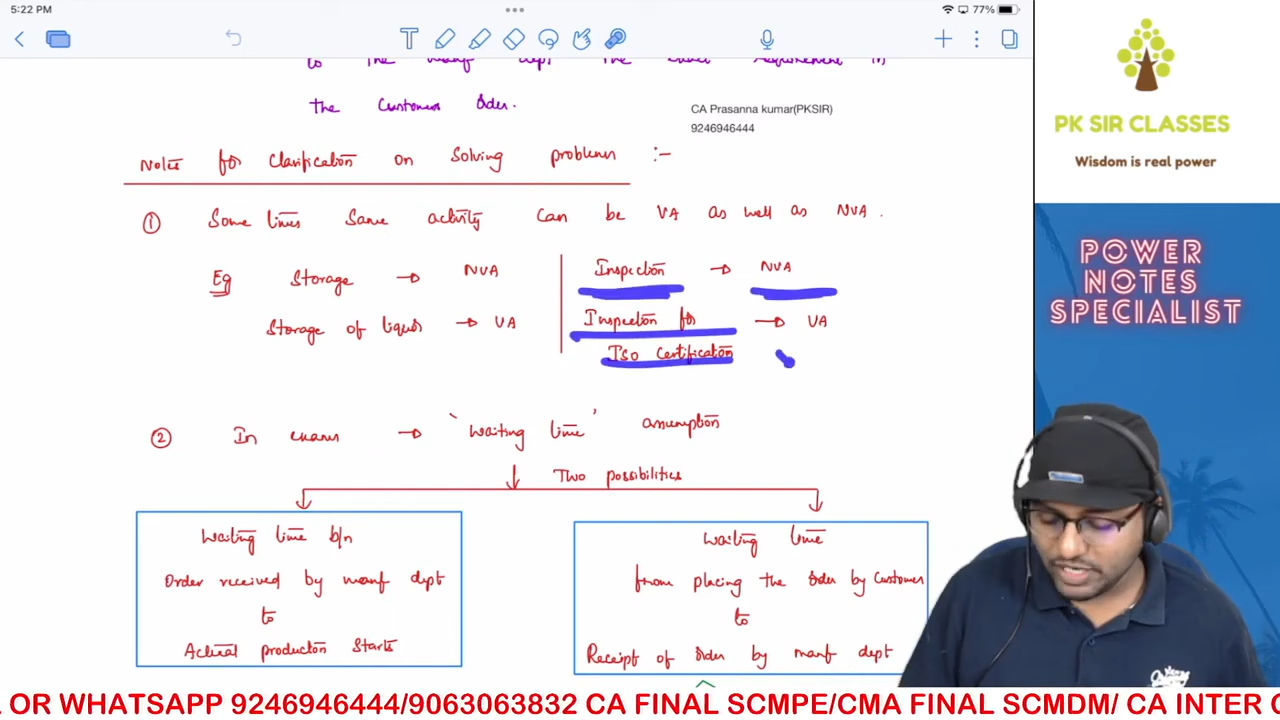 5:22 PM
77%
the Customer Order.
CA Prasanna kumar(PKSIR)
9246946444
Notes for Clarification on Solving problems :-
① Some times Same activity Can be VA as well as NVA.
Eg Storage → NVA
Storage of liquor → VA
Inspection → NVA
Inspection for → VA
ISO Certification
② In exams → 'Waiting time' assumption
Two possibilities
Waiting time b/n
Order received by manf dept
to
Actual production Starts
Waiting time
from placing the Order by Customer
to
Receipt of Order by manf dept
PK SIR CLASSES
Wisdom is real power
POWER
NOTES
SPECIALIST
OR WHATSAPP 9246946444/9063063832 CA FINAL SCMPE/CMA FINAL SCMDM/ CA INTER